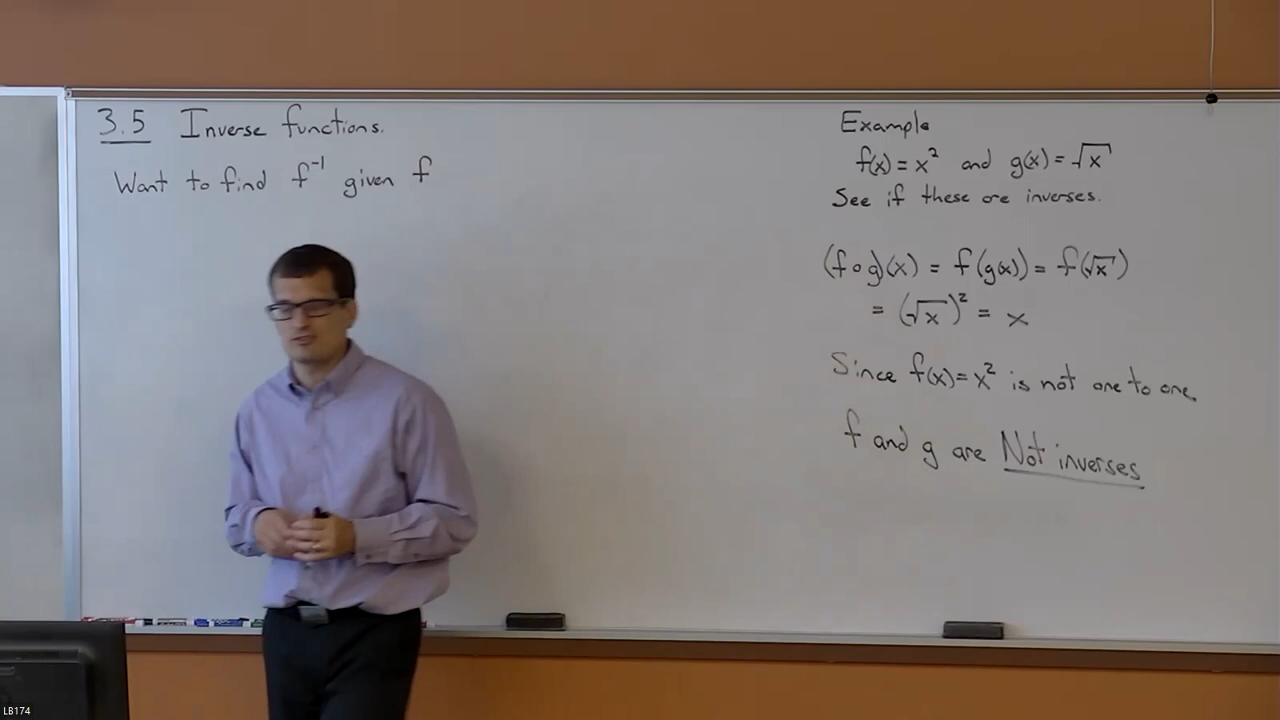 3.5 Inverse functions.
Want to find f⁻¹ given f
Example
f(x) = x² and g(x) = √x
See if these are inverses.
(f∘g)(x) = f(g(x)) = f(√x)
= (√x)² = x
Since f(x)=x² is not one to one,
f and g are Not inverses
LB174